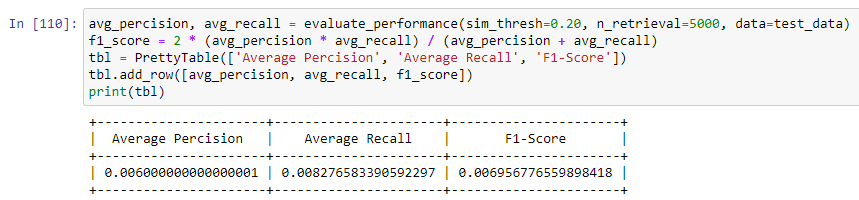 In [110]: avg_percision, avg_recall = evaluate_performance(sim_thresh=0.20, n_retrieval=5000, data=test_data)
f1_score = 2 * (avg_percision * avg_recall) / (avg_percision + avg_recall)
tbl = PrettyTable(['Average Percision', 'Average Recall', 'F1-Score'])
tbl.add_row([avg_percision, avg_recall, f1_score])
print(tbl)
+----------------------+----------------------+----------------------+
| Average Percision | Average Recall | F1-Score |
+----------------------+----------------------+----------------------+
| 0.006000000000000001 | 0.008276583390592297 | 0.006956776559898418 |
+----------------------+----------------------+----------------------+